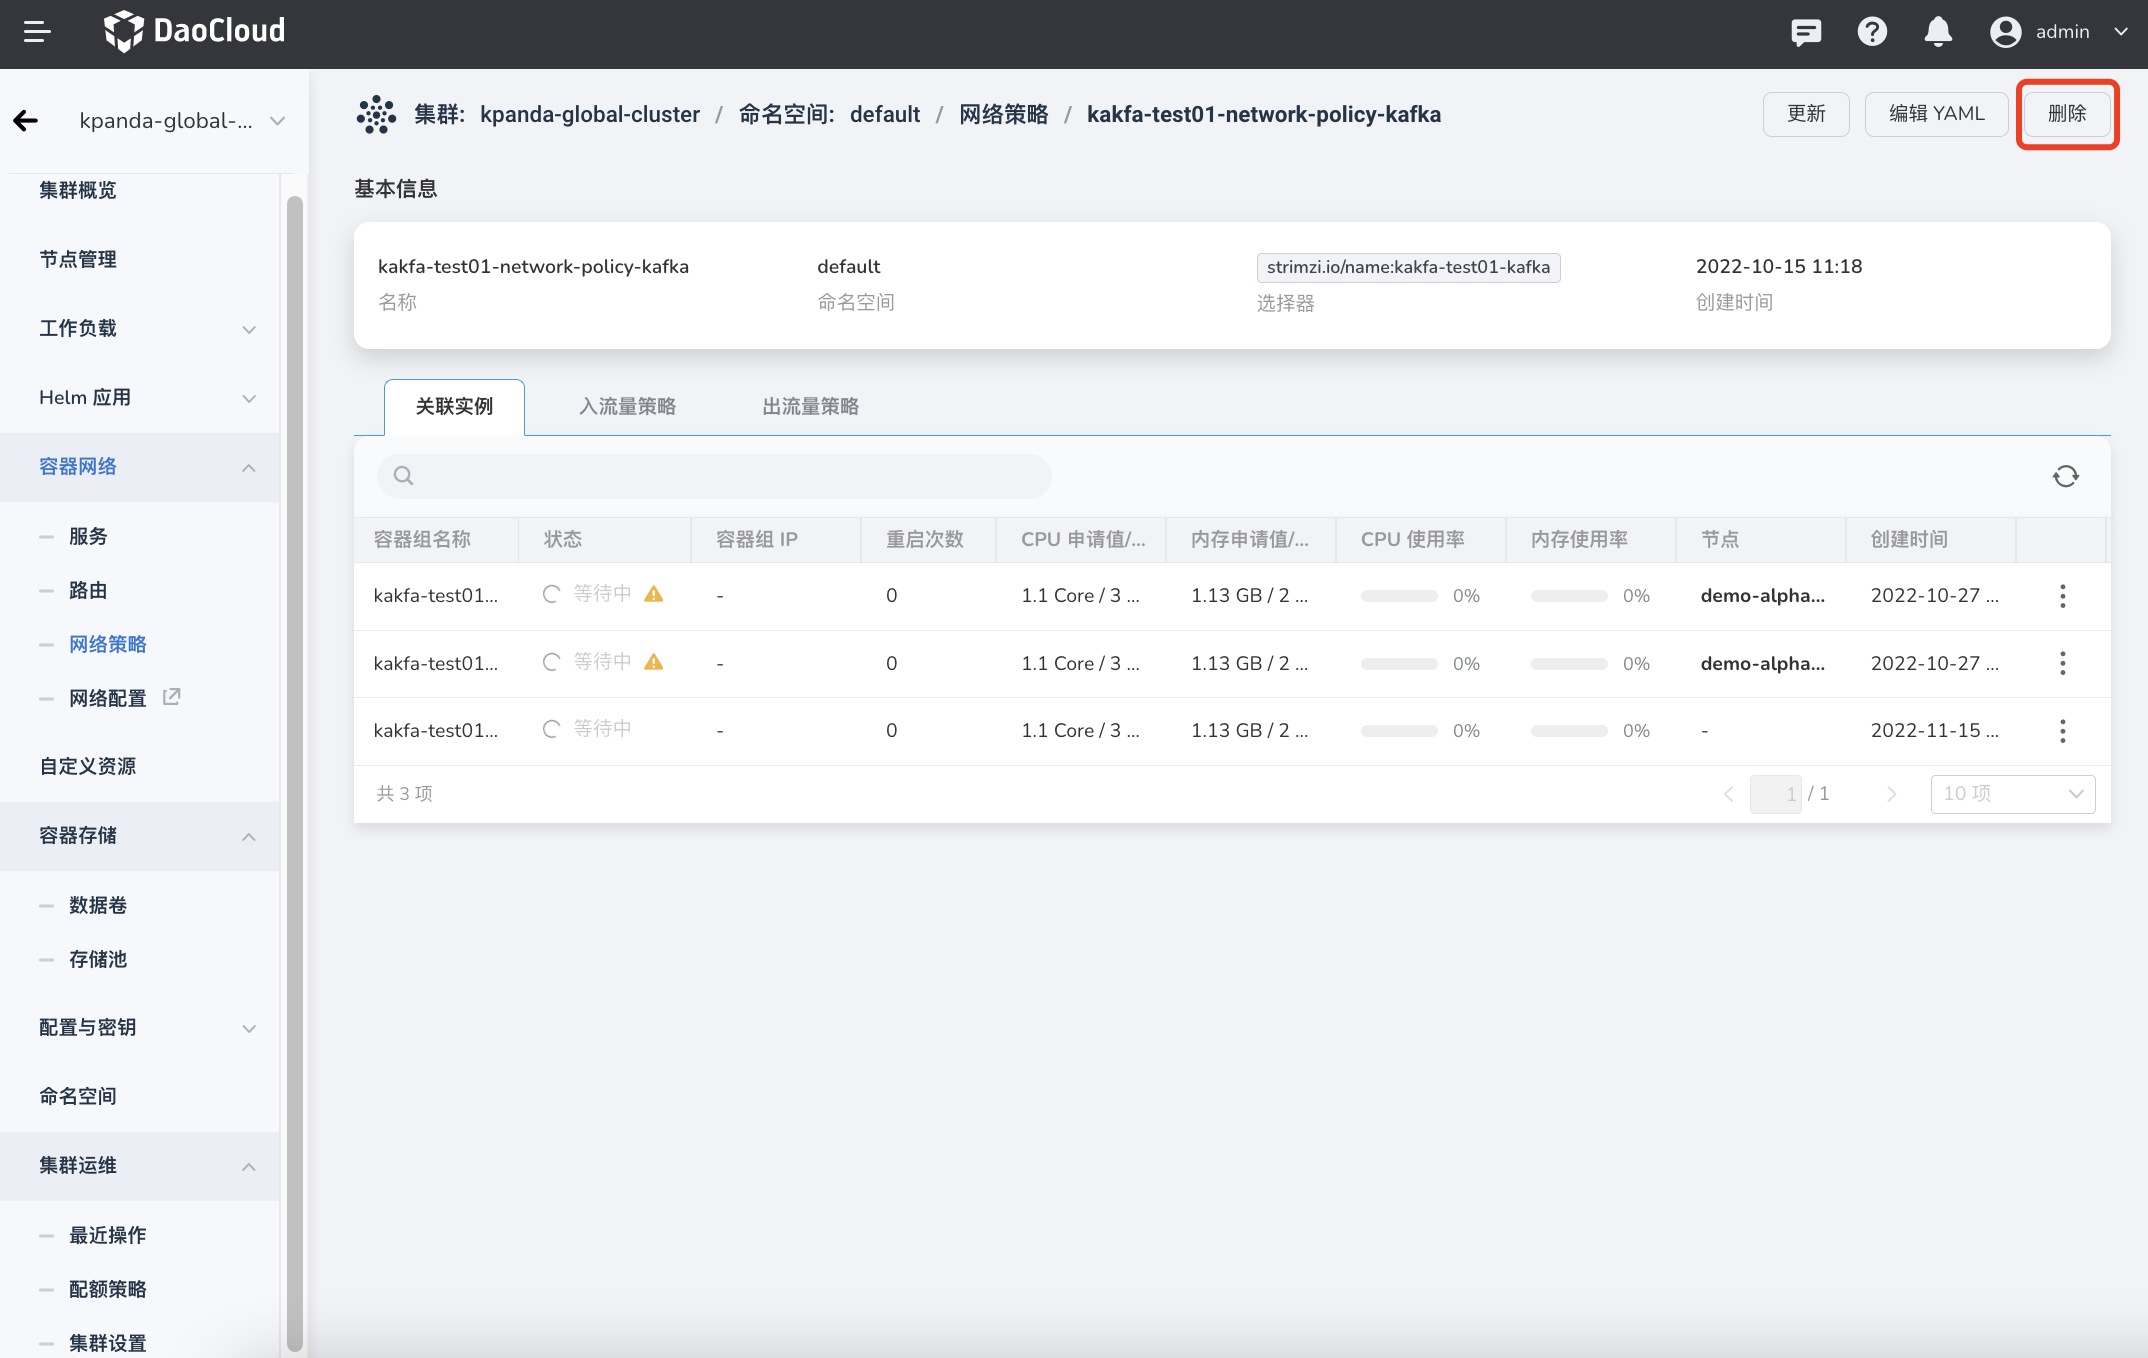 DaoCloud
admin
kpanda-global-...
集群: kpanda-global-cluster / 命名空间: default / 网络策略 / kakfa-test01-network-policy-kafka
更新
编辑 YAML
删除
集群概览
节点管理
工作负载
Helm 应用
容器网络
服务
路由
网络策略
网络配置
自定义资源
容器存储
数据卷
存储池
配置与密钥
命名空间
集群运维
最近操作
配额策略
集群设置
基本信息
kakfa-test01-network-policy-kafka
名称
default
命名空间
strimzi.io/name:kakfa-test01-kafka
选择器
2022-10-15 11:18
创建时间
关联实例 入流量策略 出流量策略
容器组名称 状态 容器组 IP 重启次数 CPU 申请值/... 内存申请值/... CPU 使用率 内存使用率 节点 创建时间
kakfa-test01... 等待中 - 0 1.1 Core / 3 ... 1.13 GB / 2 ... 0% 0% demo-alpha... 2022-10-27 ...
kakfa-test01... 等待中 - 0 1.1 Core / 3 ... 1.13 GB / 2 ... 0% 0% demo-alpha... 2022-10-27 ...
kakfa-test01... 等待中 - 0 1.1 Core / 3 ... 1.13 GB / 2 ... 0% 0% - 2022-11-15 ...
共 3 项
1 / 1
10 项